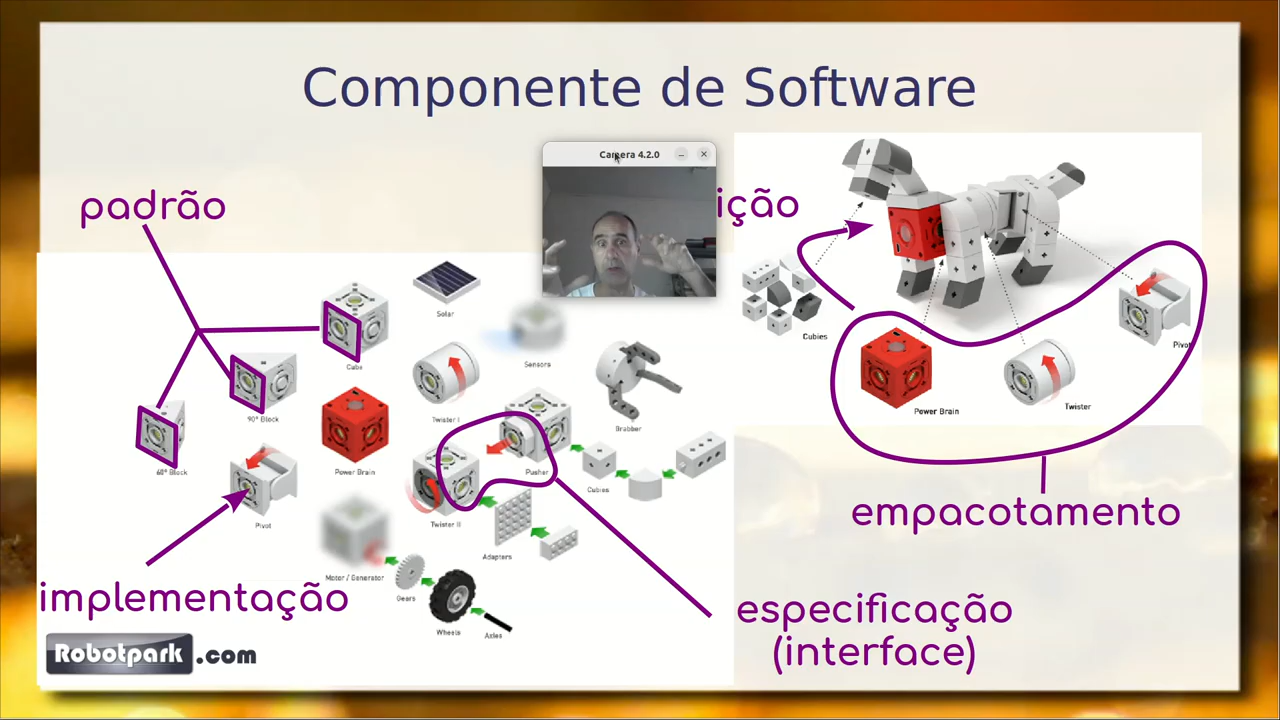 Componente de Software
Camera 4.2.0
padrão
ição
Solar
Sensors
Cube
Cubies
Pivot
90° Block
Twister I
Grabber
Power Brain
Twister
60° Block
Power Brain
Pusher
Cubies
Pivot
Twister II
empacotamento
Adapters
Motor / Generator
Gears
implementação
Wheels
Axles
especificação
(interface)
Robotpark.com